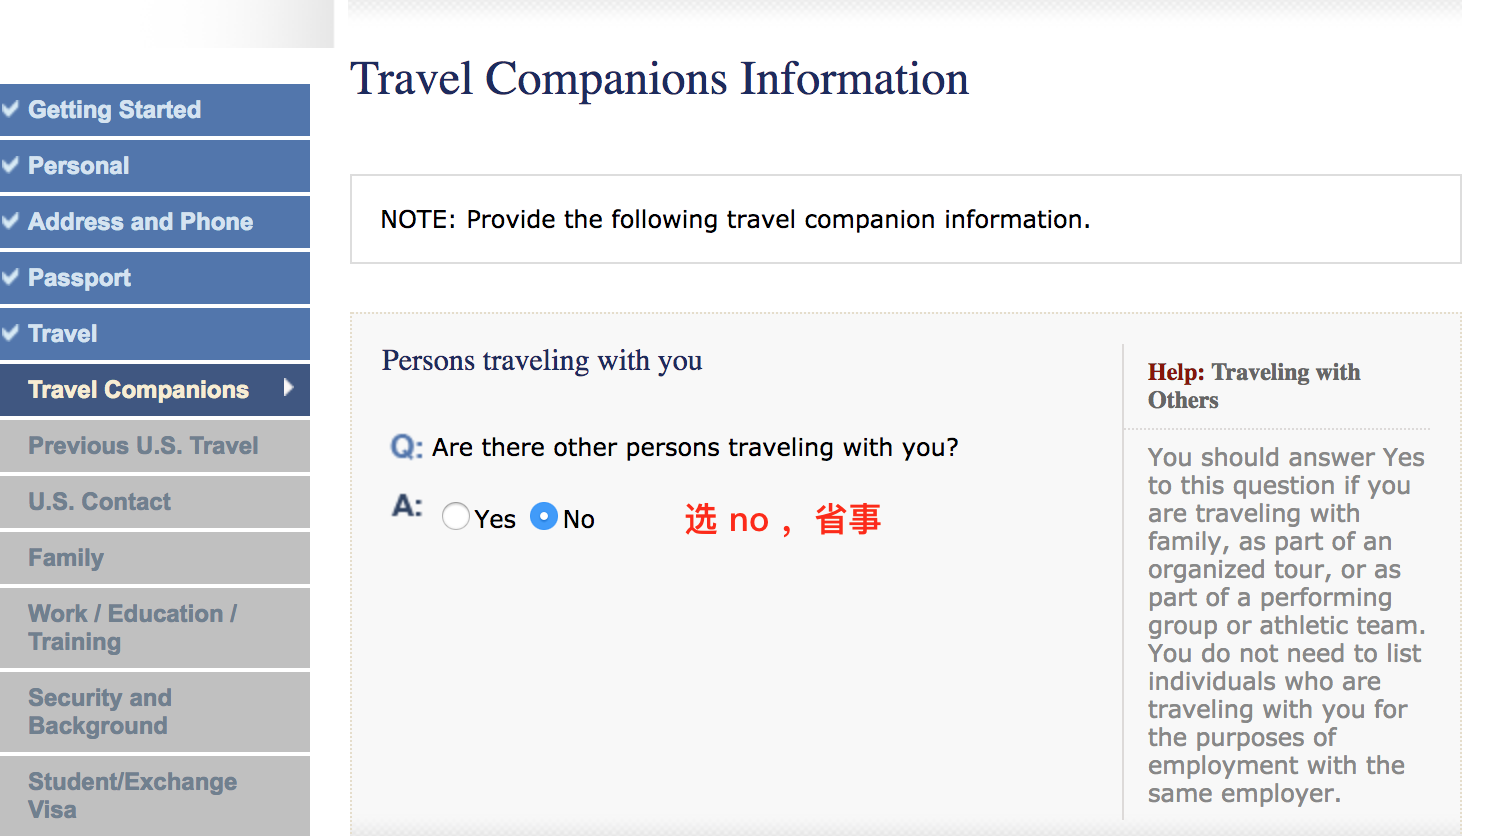 Getting Started
Personal
Address and Phone
Passport
Travel
Travel Companions
Previous U.S. Travel
U.S. Contact
Family
Work / Education /
Training
Security and
Background
Student/Exchange
Visa
Travel Companions Information
NOTE: Provide the following travel companion information.
Persons traveling with you
Q: Are there other persons traveling with you?
A: Yes No 选 no ，省事
Help: Traveling with
Others
You should answer Yes
to this question if you
are traveling with
family, as part of an
organized tour, or as
part of a performing
group or athletic team.
You do not need to list
individuals who are
traveling with you for
the purposes of
employment with the
same employer.